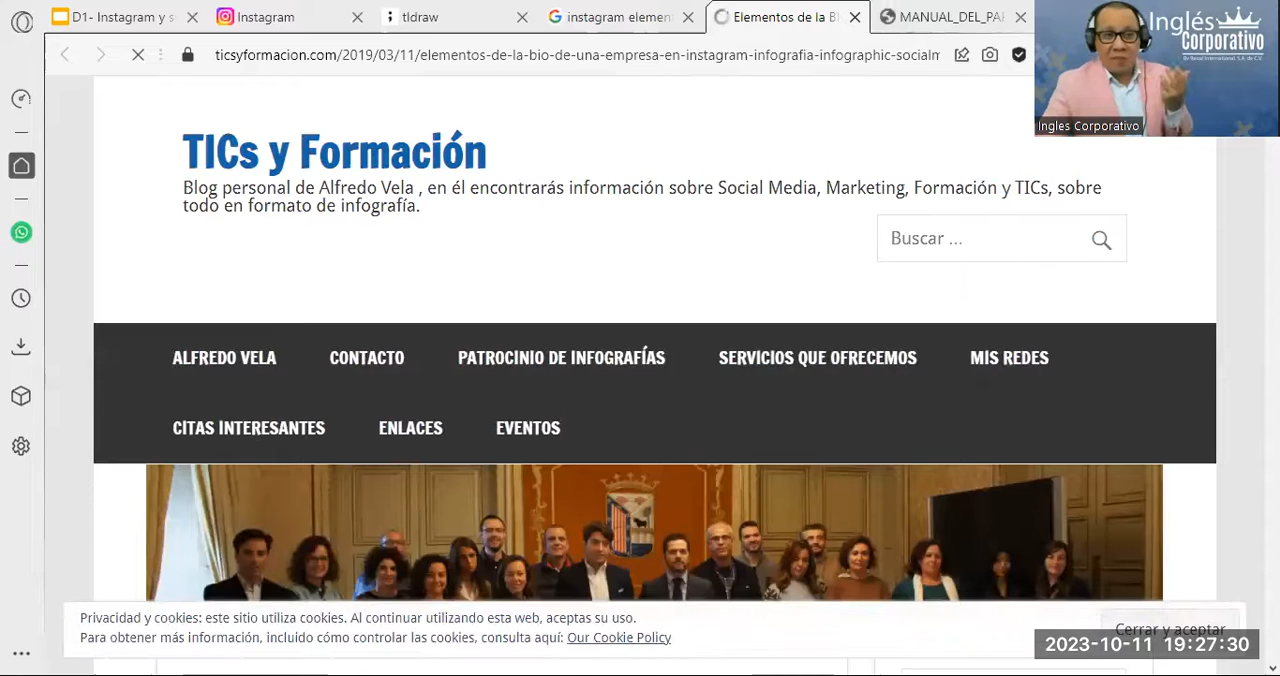 D1- Instagram y s
Instagram
tldraw
instagram elemen
Elementos de la B
MANUAL_DEL_PA
ticsyformacion.com/2019/03/11/elementos-de-la-bio-de-una-empresa-en-instagram-infografia-infographic-socialm
Inglés
Corporativo
Ingles Corporativo
TICs y Formación
Blog personal de Alfredo Vela , en él encontrarás información sobre Social Media, Marketing, Formación y TICs, sobre
todo en formato de infografía.
Buscar ...
ALFREDO VELA CONTACTO PATROCINIO DE INFOGRAFÍAS SERVICIOS QUE OFRECEMOS MIS REDES
CITAS INTERESANTES ENLACES EVENTOS
Privacidad y cookies: este sitio utiliza cookies. Al continuar utilizando esta web, aceptas su uso.
Para obtener más información, incluido cómo controlar las cookies, consulta aquí: Our Cookie Policy
Cerrar y aceptar
2023-10-11 19:27:30